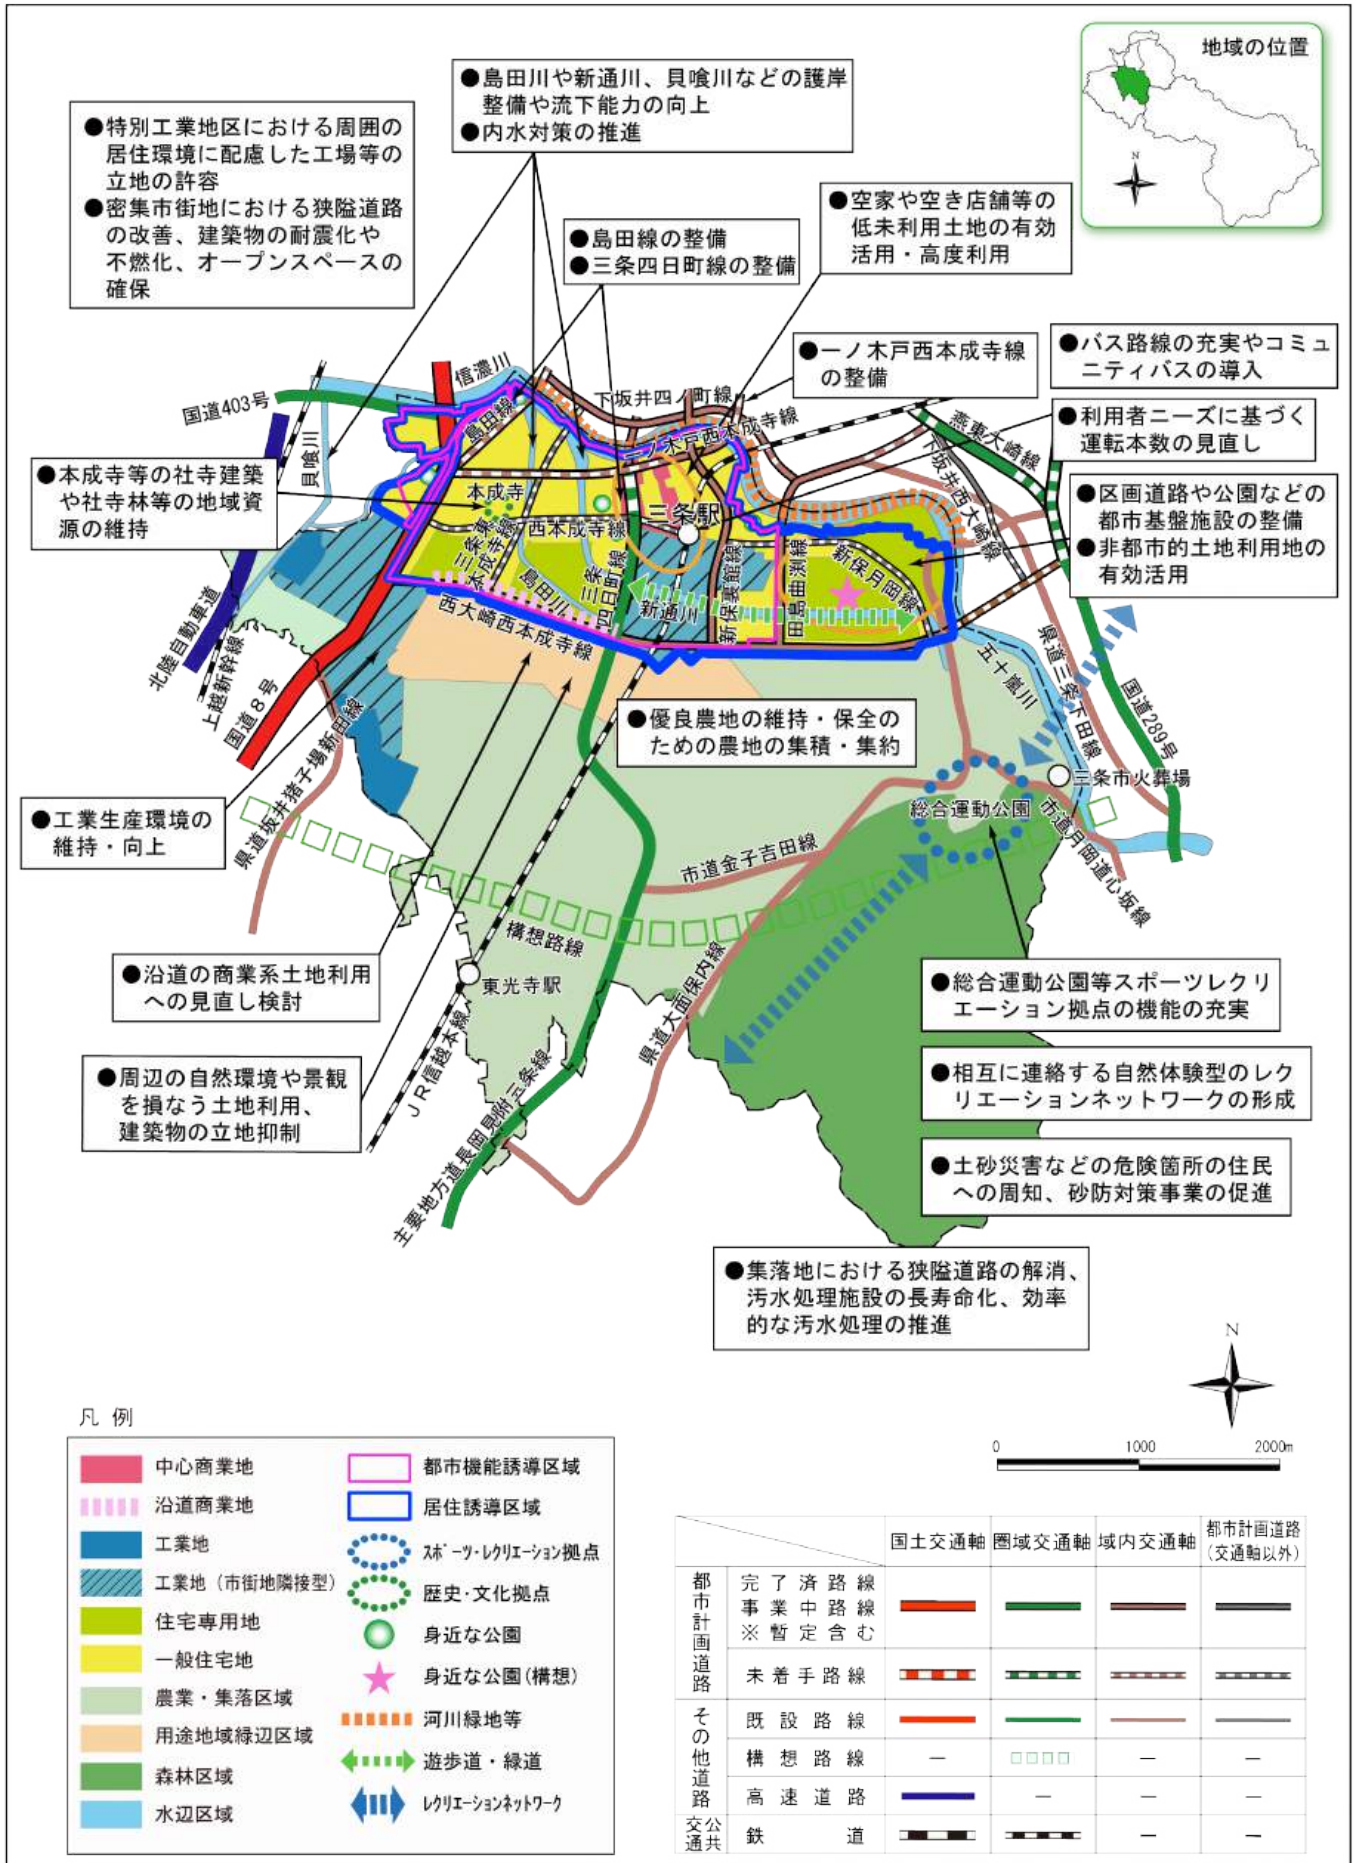 地域の位置
N
●島田川や新通川、貝喰川などの護岸
整備や流下能力の向上
●内水対策の推進
●特別工業地区における周囲の
居住環境に配慮した工場等の
立地の許容
●密集市街地における狭隘道路
の改善、建築物の耐震化や
不燃化、オープンスペースの
確保
●空家や空き店舗等の
低未利用土地の有効
活用・高度利用
●島田線の整備
●三条四日町線の整備
●一ノ木戸西本成寺線
の整備
●バス路線の充実やコミュ
ニティバスの導入
●利用者ニーズに基づく
運転本数の見直し
●区画道路や公園などの
都市基盤施設の整備
●非都市的土地利用地の
有効活用
●本成寺等の社寺建築
や社寺林等の地域資
源の維持
国道403号
信濃川
下坂井四ノ町線
島田線
一ノ木戸西本成寺線
燕東大崎線
下坂井西大崎線
貝喰川
本成寺
三条駅
西本成寺線
三条東本成寺線
島田川
三条四日町線
新通川
新保裏館線
田島曲渕線
新保月岡線
西大崎西本成寺線
北陸自動車道
上越新幹線
国道8号
県道坂井猪子場新田線
五十嵐川
県道三条下田線
国道289号
●優良農地の維持・保全の
ための農地の集積・集約
三条市火葬場
総合運動公園
市道月岡道心坂線
市道金子吉田線
●工業生産環境の
維持・向上
構想路線
東光寺駅
県道大面保内線
JR信越本線
主要地方道長岡見附三条線
●沿道の商業系土地利用
への見直し検討
●周辺の自然環境や景観
を損なう土地利用、
建築物の立地抑制
●総合運動公園等スポーツレクリ
エーション拠点の機能の充実
●相互に連絡する自然体験型のレク
リエーションネットワークの形成
●土砂災害などの危険箇所の住民
への周知、砂防対策事業の促進
●集落地における狭隘道路の解消、
汚水処理施設の長寿命化、効率
的な汚水処理の推進
N
0 1000 2000m
凡 例
中心商業地
沿道商業地
工業地
工業地（市街地隣接型）
住宅専用地
一般住宅地
農業・集落区域
用途地域縁辺区域
森林区域
水辺区域
都市機能誘導区域
居住誘導区域
ｽﾎﾟｰﾂ・ﾚｸﾘｴｰｼｮﾝ拠点
歴史・文化拠点
身近な公園
身近な公園(構想)
河川緑地等
遊歩道・緑道
ﾚｸﾘｴｰｼｮﾝﾈｯﾄﾜｰｸ
国土交通軸 圏域交通軸 域内交通軸 都市計画道路
(交通軸以外)
都市計画道路
完了済路線
事業中路線
※暫定含む
未着手路線
その他道路
既設路線
構想路線 － － －
高速道路 － － －
公共交通
鉄道 － －